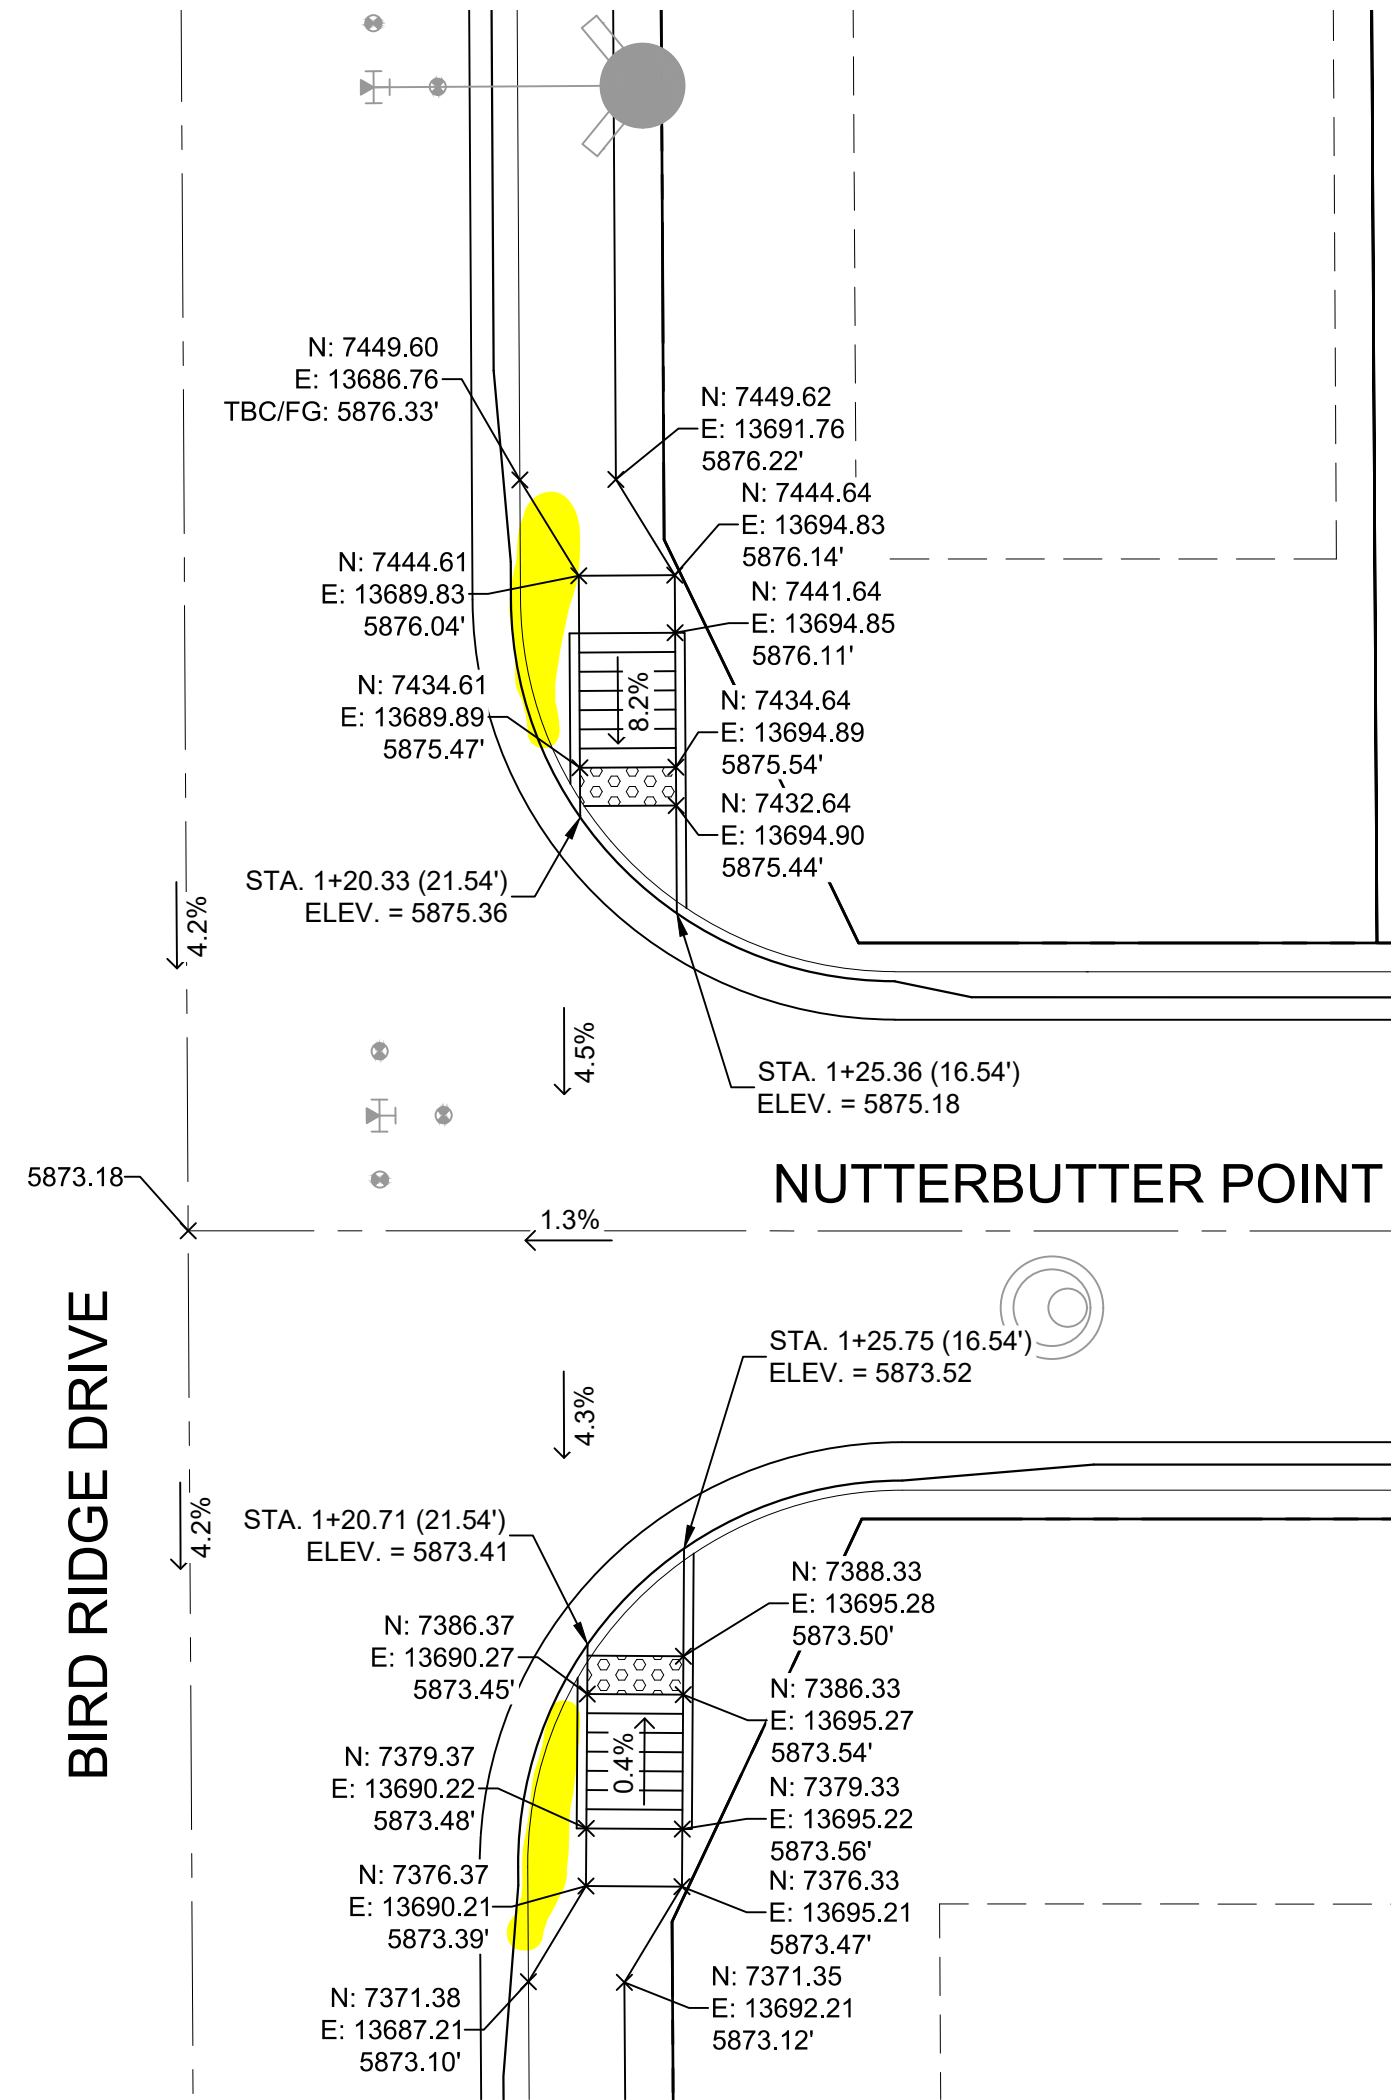 N: 7449.60
E: 13686.76
TBC/FG: 5876.33'
N: 7449.62
E: 13691.76
5876.22'
N: 7444.64
E: 13694.83
5876.14'
N: 7444.61
E: 13689.83
5876.04'
N: 7441.64
E: 13694.85
5876.11'
N: 7434.61
E: 13689.89
5875.47'
8.2%
N: 7434.64
E: 13694.89
5875.54'
N: 7432.64
E: 13694.90
5875.44'
STA. 1+20.33 (21.54')
ELEV. = 5875.36
4.2%
4.5%
STA. 1+25.36 (16.54')
ELEV. = 5875.18
5873.18
NUTTERBUTTER POINT
1.3%
BIRD RIDGE DRIVE
STA. 1+25.75 (16.54')
ELEV. = 5873.52
4.3%
4.2%
STA. 1+20.71 (21.54')
ELEV. = 5873.41
N: 7388.33
E: 13695.28
5873.50'
N: 7386.37
E: 13690.27
5873.45'
N: 7386.33
E: 13695.27
5873.54'
0.4%
N: 7379.37
E: 13690.22
5873.48'
N: 7379.33
E: 13695.22
5873.56'
N: 7376.37
E: 13690.21
5873.39'
N: 7376.33
E: 13695.21
5873.47'
N: 7371.38
E: 13687.21
5873.10'
N: 7371.35
E: 13692.21
5873.12'